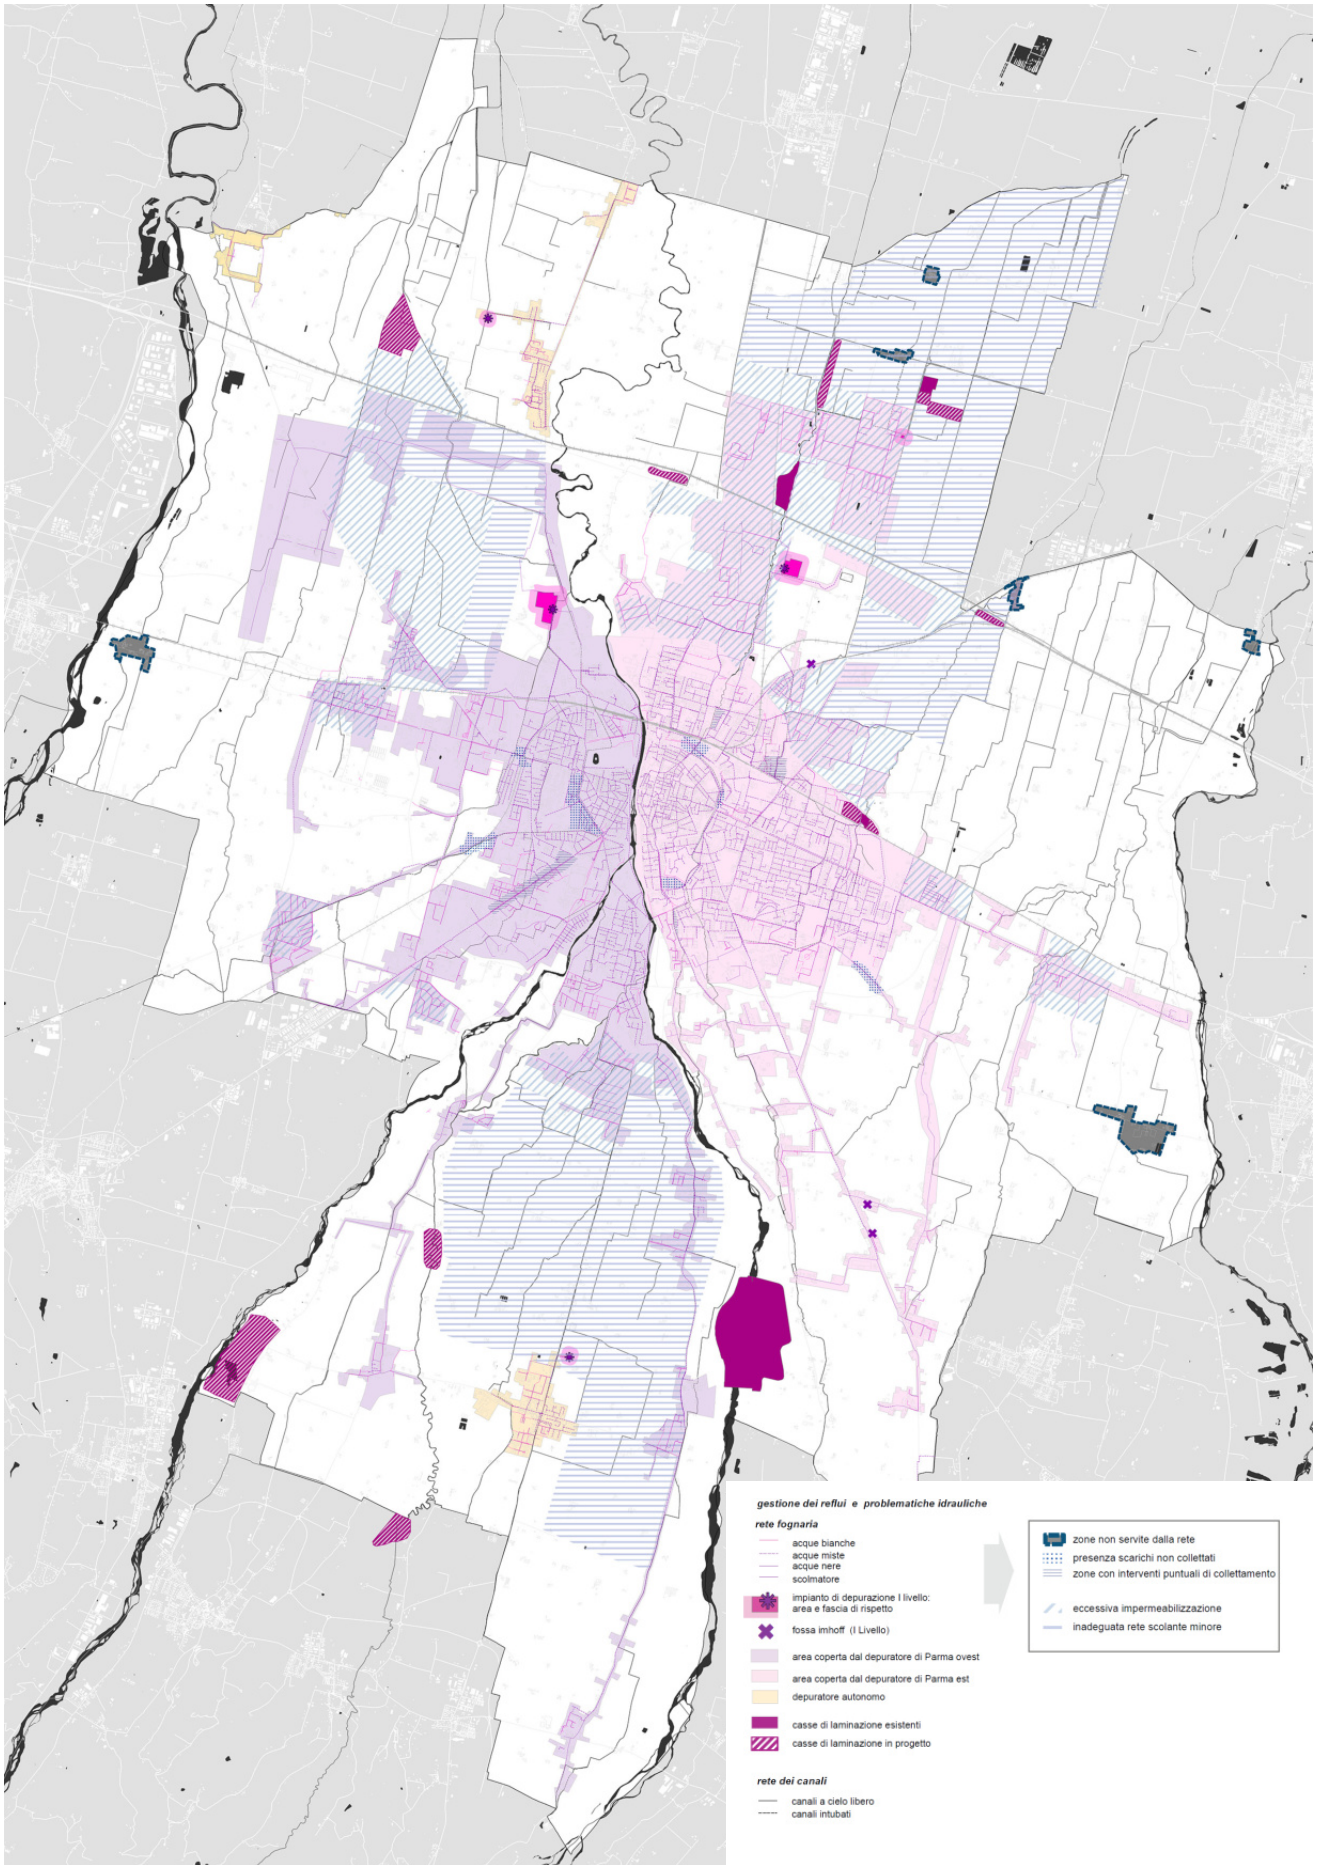 gestione dei reflui e problematiche idrauliche
rete fognaria
acque bianche
acque miste
acque nere
scolmatore
impianto di depurazione I livello:
area e fascia di rispetto
fossa imhoff (I Livello)
area coperta dal depuratore di Parma ovest
area coperta dal depuratore di Parma est
depuratore autonomo
casse di laminazione esistenti
casse di laminazione in progetto
rete dei canali
canali a cielo libero
canali intubati
zone non servite dalla rete
presenza scarichi non collettati
zone con interventi puntuali di collettamento
eccessiva impermeabilizzazione
inadeguata rete scolante minore